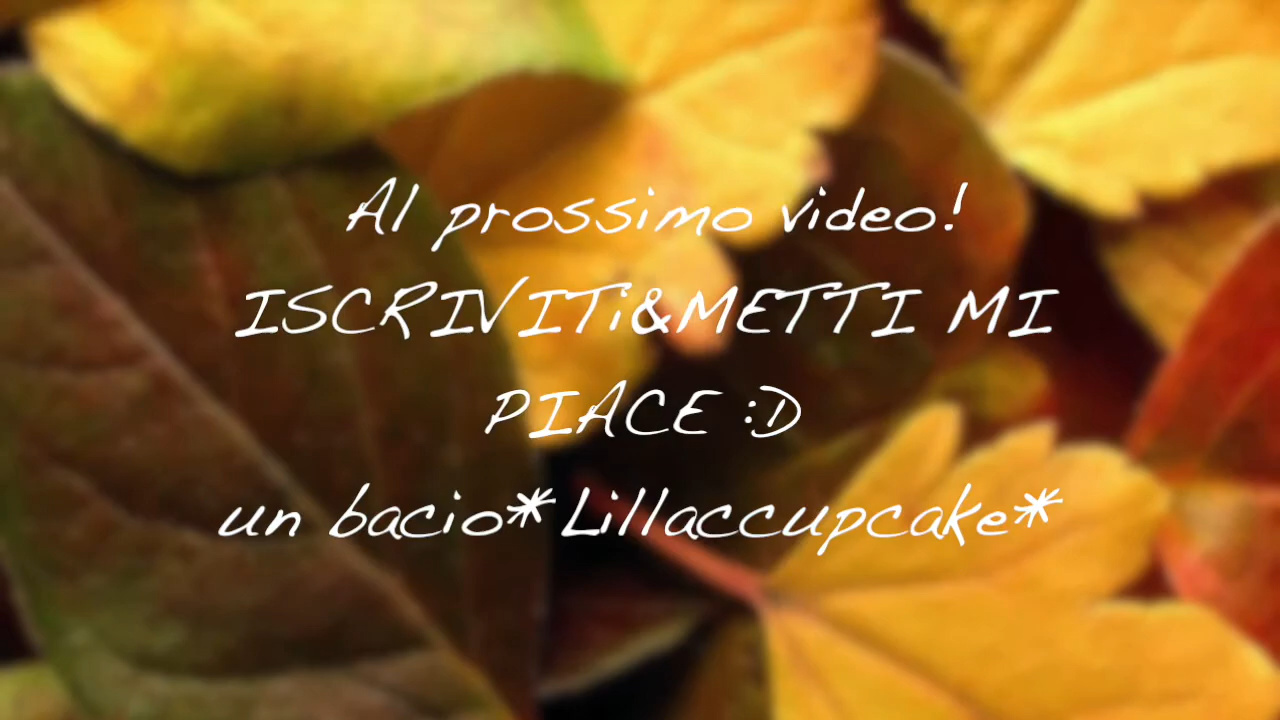 Al prossimo video!
ISCRIVITi&METTI MI
PIACE :D
un bacio*Lillaccupcake*